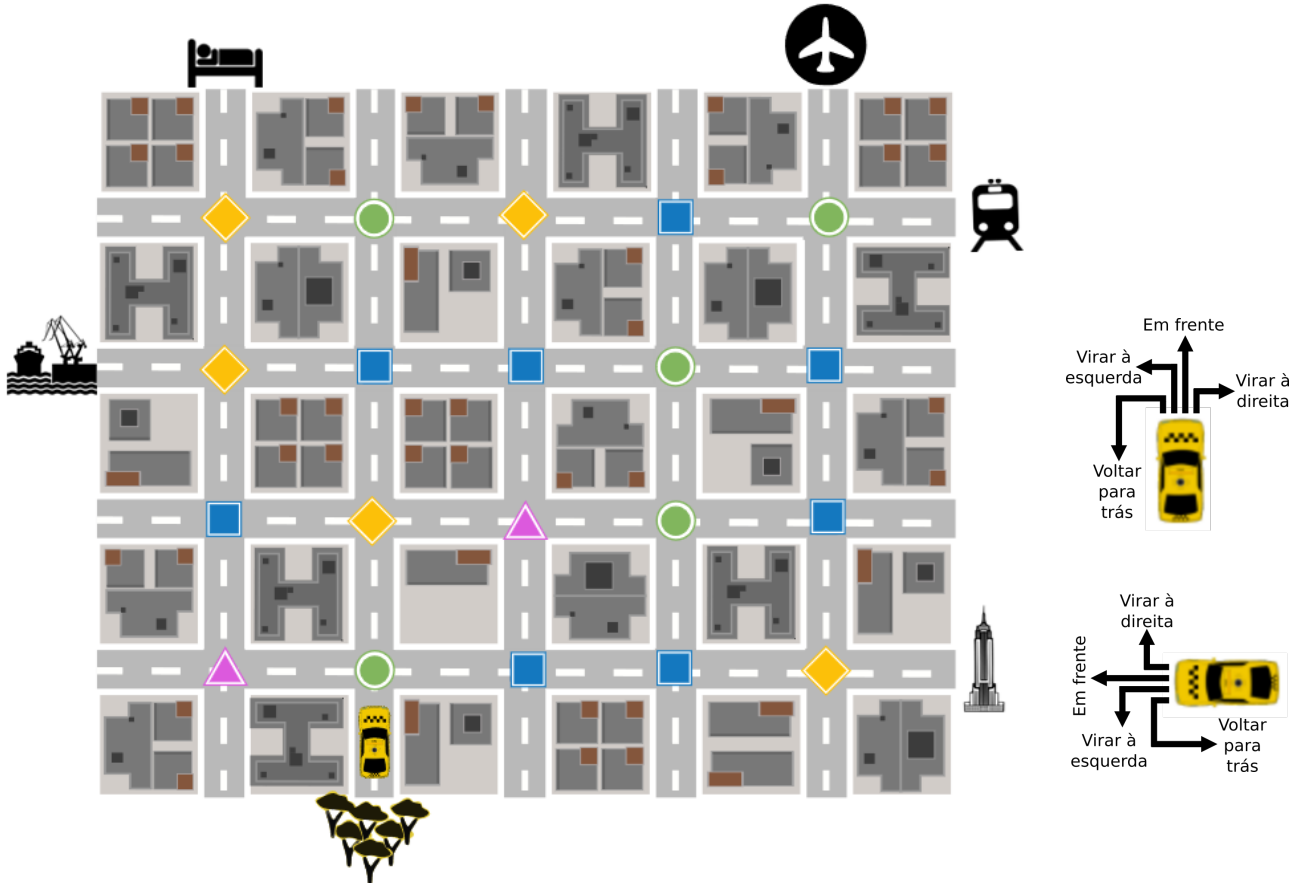 Em frente
Virar à
esquerda
Virar à
direita
Voltar
para
trás
Virar à
direita
Em frente
Virar à
esquerda
Voltar
para
trás